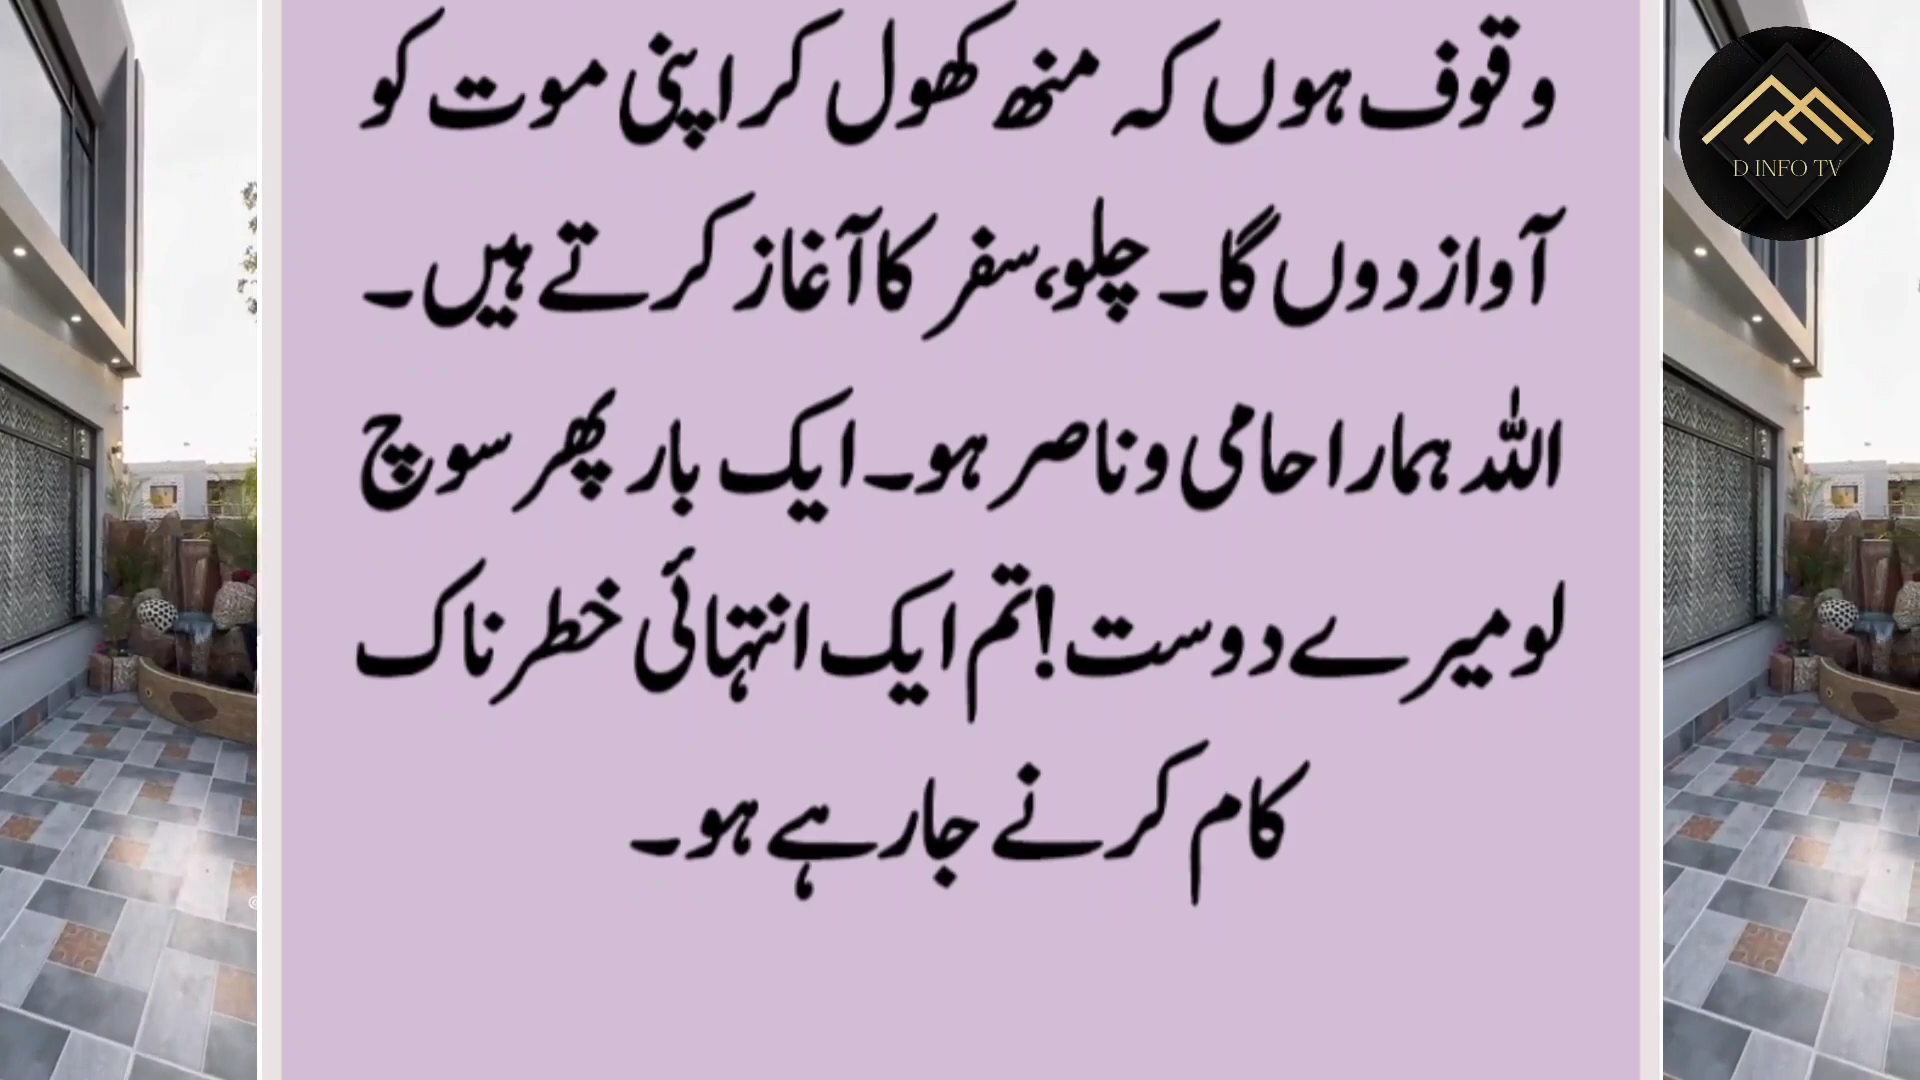 وقوف ہوں کہ منھ کھول کر اپنی موت کو
آواز دوں گا۔ چلو، سفر کا آغاز کرتے ہیں۔
اللہ ہمارا حامی و ناصر ہو۔ ایک بار پھر سوچ
لو میرے دوست! تم ایک انتہائی خطرناک
کام کرنے جا رہے ہو۔
D INFO TV